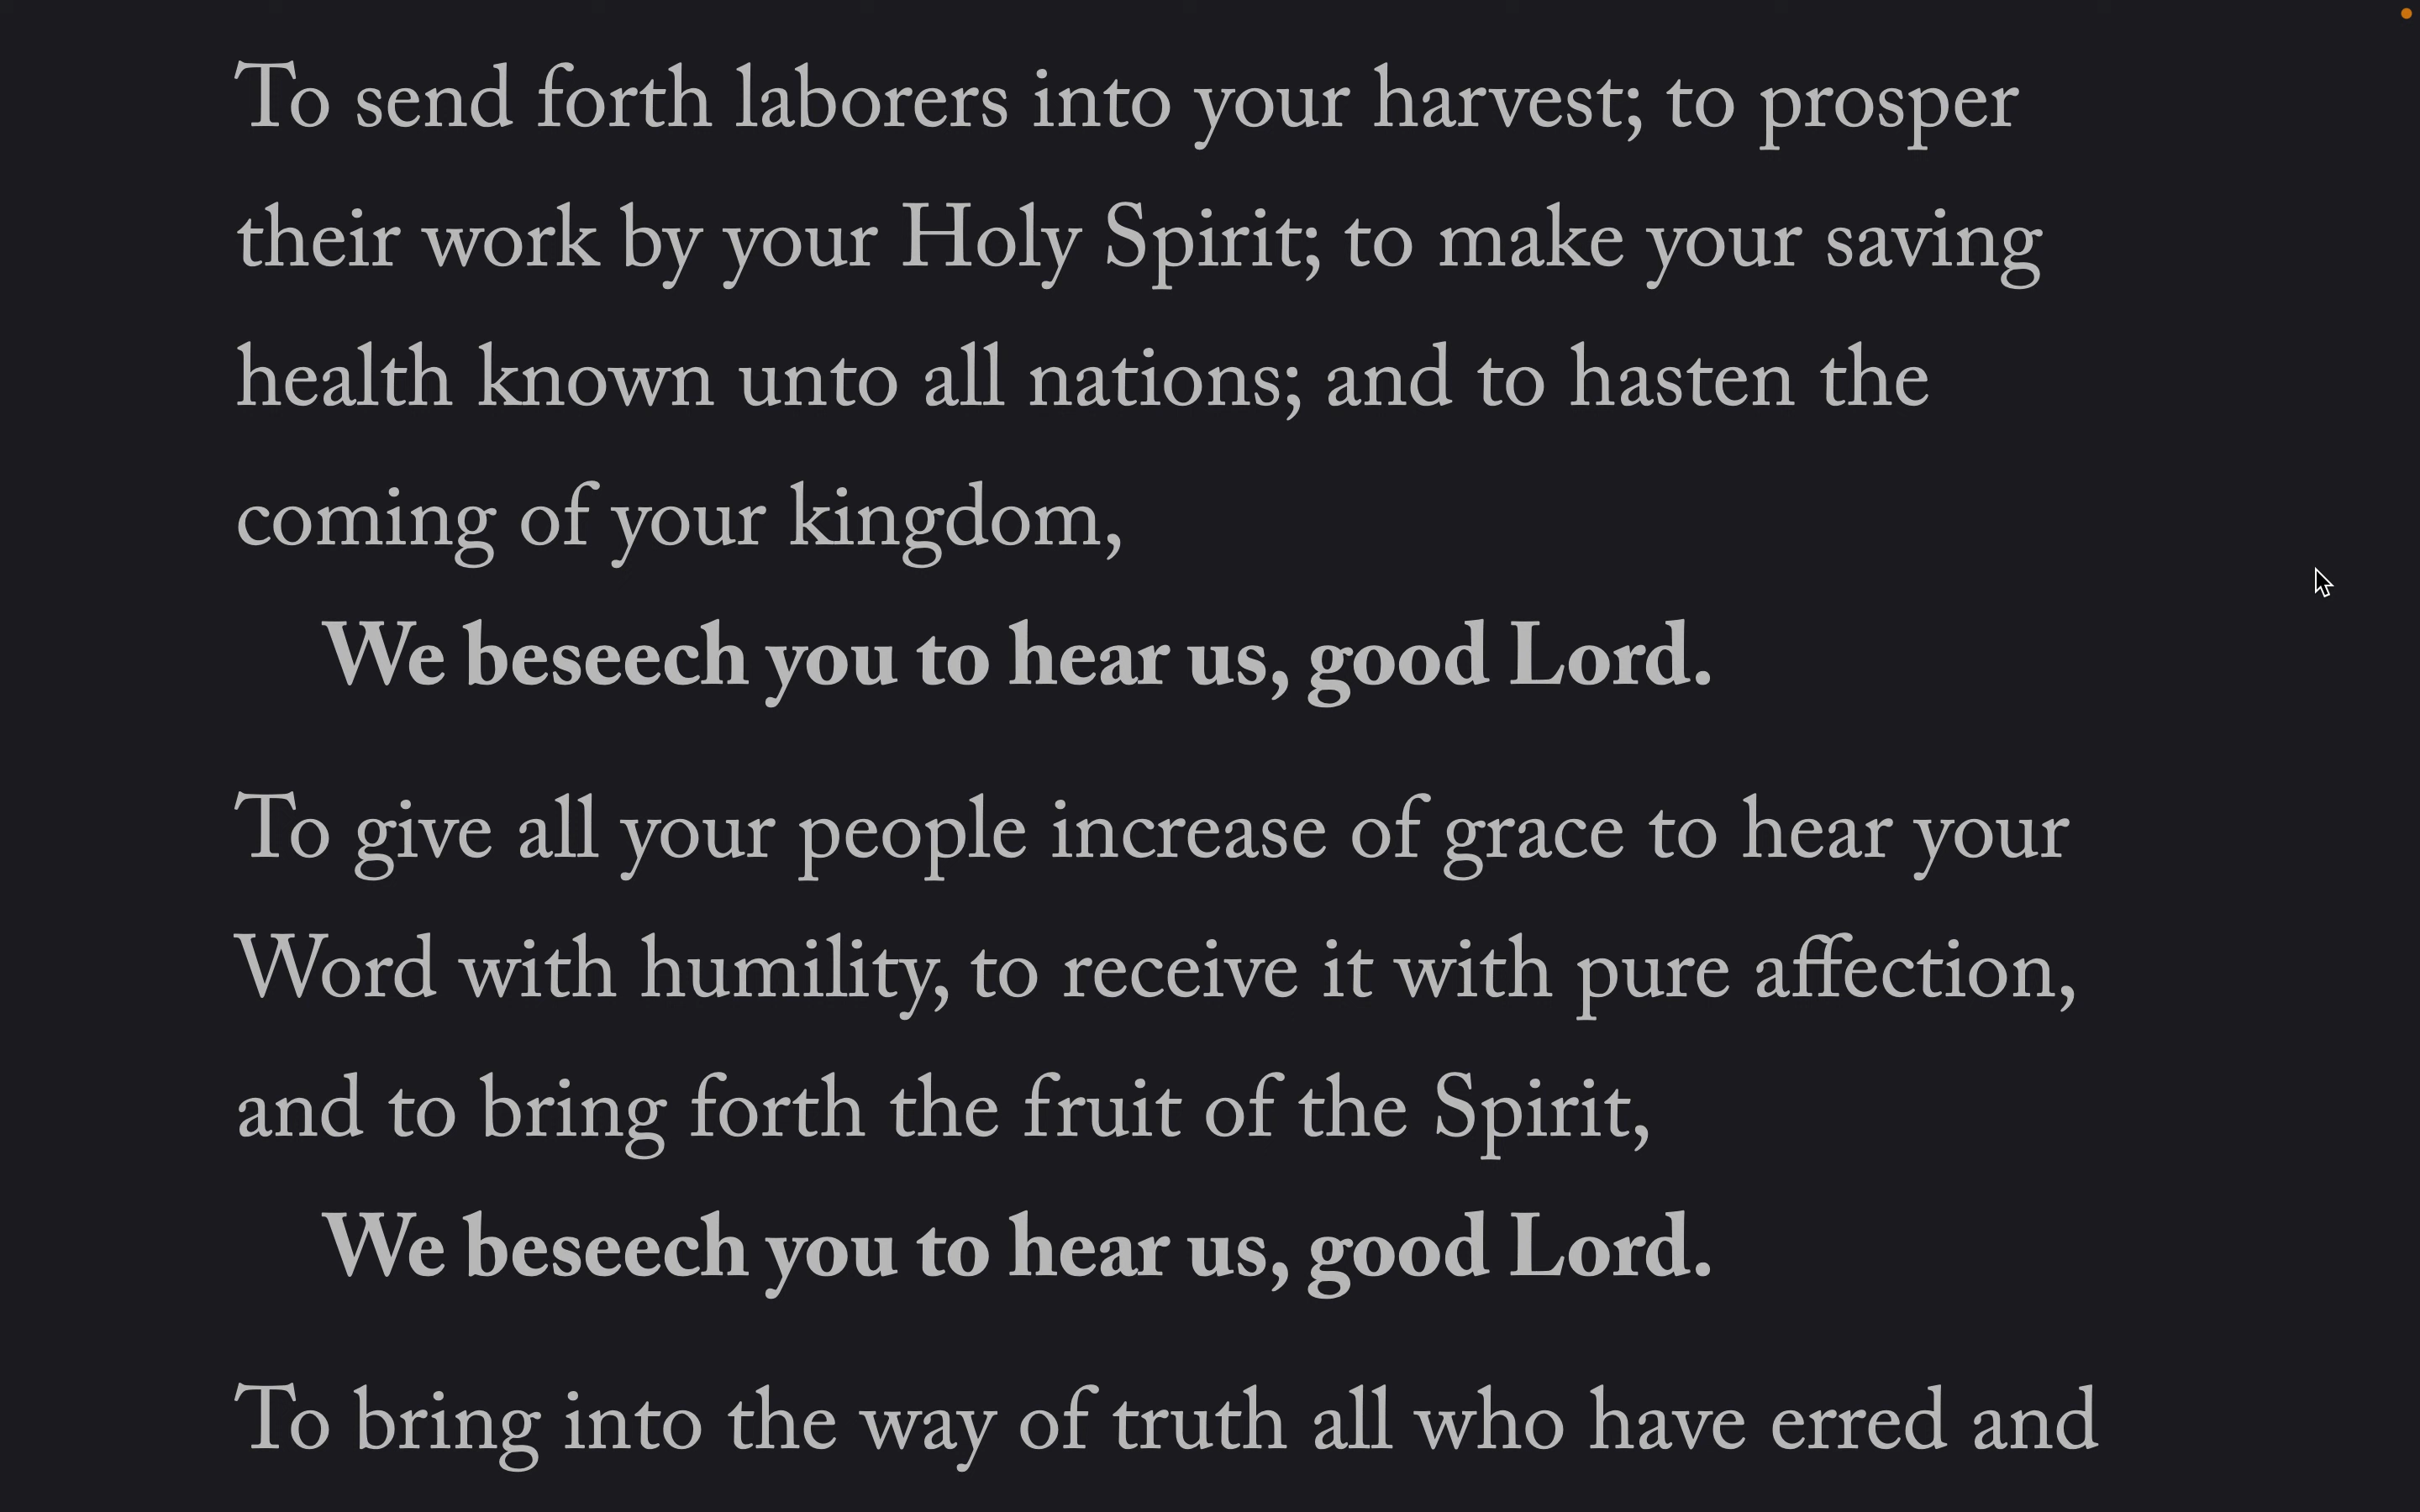 To send forth laborers into your harvest; to prosper
their work by your Holy Spirit; to make your saving
health known unto all nations; and to hasten the
coming of your kingdom,
We beseech you to hear us, good Lord.
To give all your people increase of grace to hear your
Word with humility, to receive it with pure affection,
and to bring forth the fruit of the Spirit,
We beseech you to hear us, good Lord.
To bring into the way of truth all who have erred and